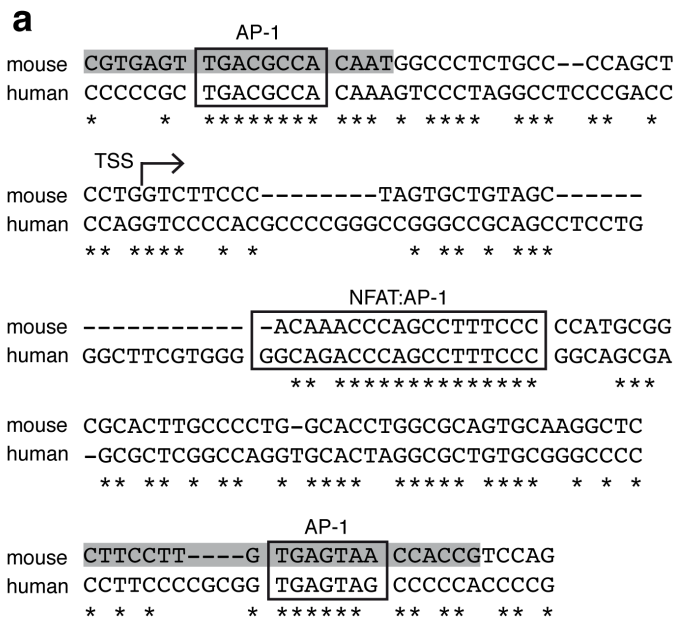 a
AP-1
mouse CGTGAGT TGACGCCA CAATGGCCCTCTGCC--CCAGCT
human CCCCCGC TGACGCCA CAAAGTCCCTAGGCCTCCCGACC
* * ******** *** * **** *** ** *
TSS
mouse CCTGGTCTTCCC--------TAGTGCTGTAGC------
human CCAGGTCCCCACGCCCCGGGCCGGGCCGCAGCCTCCTG
** **** * * * ** * ***
NFAT:AP-1
mouse ----------- -ACAAACCCAGCCTTTCCC CCATGCGG
human GGCTTCGTGGG GGCAGACCCAGCCTTTCCC GGCAGCGA
** ************** ***
mouse CGCACTTGCCCCTG-GCACCTGGCGCAGTGCAAGGCTC
human -GCGCTCGGCCAGGTGCACTAGGCGCTGTGCGGGCCCC
** ** * ** * **** ***** **** * * *
AP-1
mouse CTTCCTT----G TGAGTAA CCACCGTCCAG
human CCTTCCCCGCGG TGAGTAG CCCCCACCCCG
* * * * ****** ** ** ** *